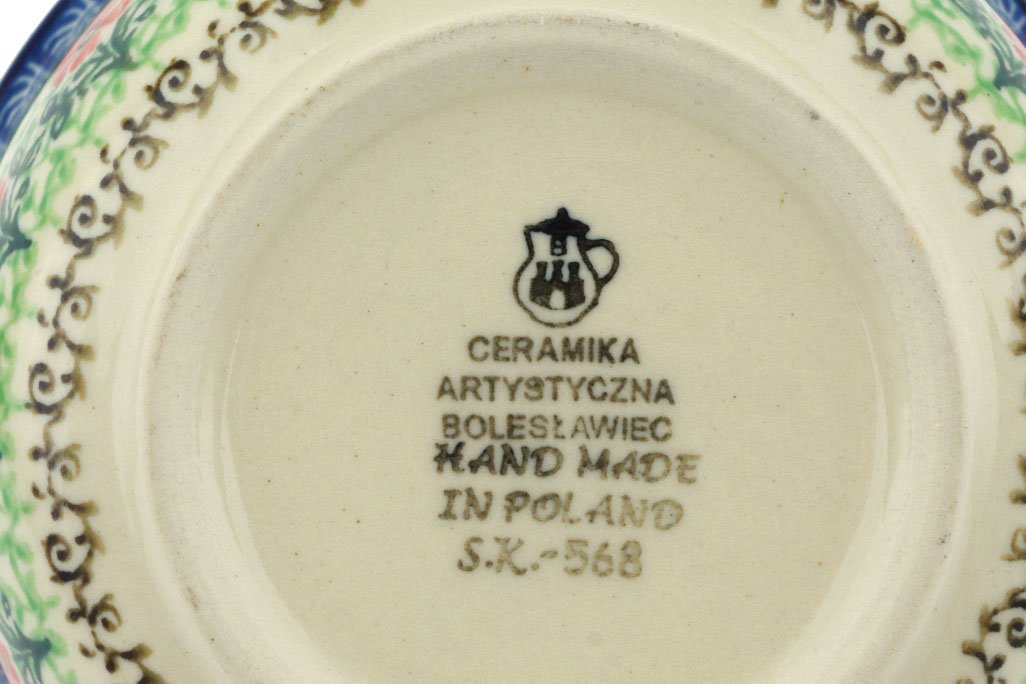 CERAMIKA
ARTYSTYCZNA
BOLESŁAWIEC
HAND MADE
IN POLAND
S.K.-568